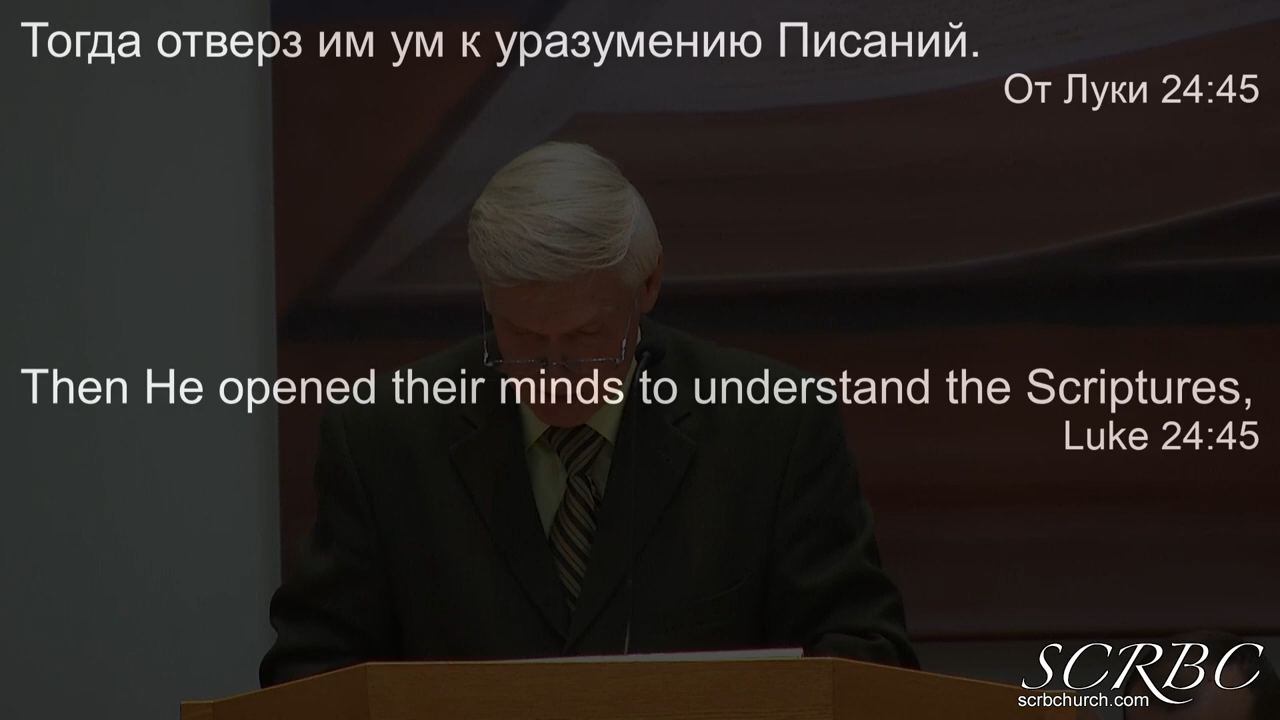 Тогда отверз им ум к уразумению Писаний.
От Луки 24:45
Then He opened their minds to understand the Scriptures,
Luke 24:45
SCRBC
scrbchurch.com